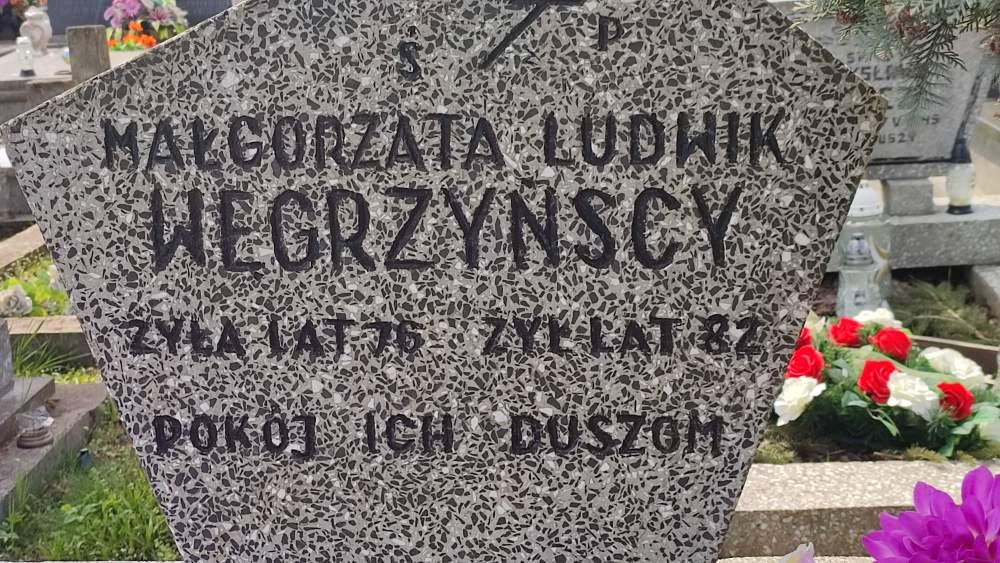 Ś P
MAŁGORZATA LUDWIK
WĘGRZYŃSCY
ŻYŁA LAT 76 ŻYŁ LAT 82
POKÓJ ICH DUSZOM